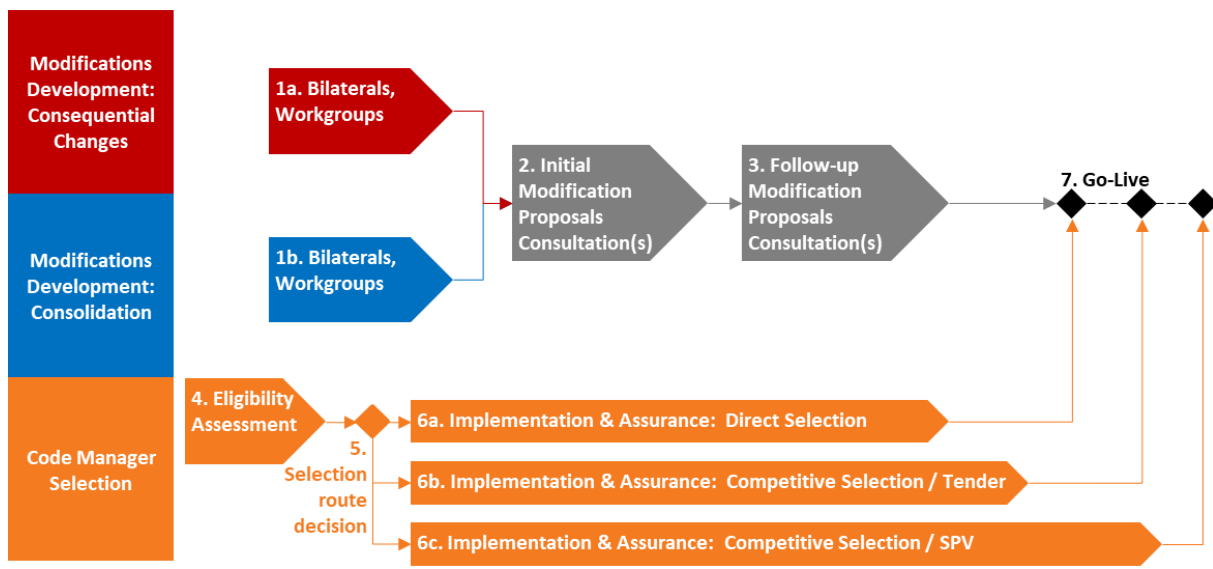 Modifications
Development:
Consequential
Changes
1a. Bilaterals,
Workgroups
2. Initial
Modification
Proposals
Consultation(s)
3. Follow-up
Modification
Proposals
Consultation(s)
7. Go-Live
Modifications
Development:
Consolidation
1b. Bilaterals,
Workgroups
Code Manager
Selection
4. Eligibility
Assessment
5.
Selection
route
decision
6a. Implementation & Assurance:  Direct Selection
6b. Implementation & Assurance:  Competitive Selection / Tender
6c. Implementation & Assurance:  Competitive Selection / SPV